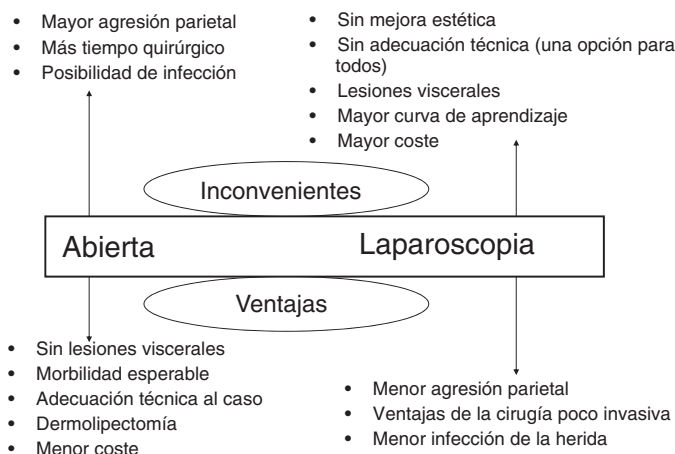 • Mayor agresión parietal
• Más tiempo quirúrgico
• Posibilidad de infección
• Sin mejora estética
• Sin adecuación técnica (una opción para
todos)
• Lesiones viscerales
• Mayor curva de aprendizaje
• Mayor coste
Inconvenientes
Abierta
Laparoscopia
Ventajas
• Sin lesiones viscerales
• Morbilidad esperable
• Adecuación técnica al caso
• Dermolipectomía
• Menor coste
• Menor agresión parietal
• Ventajas de la cirugía poco invasiva
• Menor infección de la herida